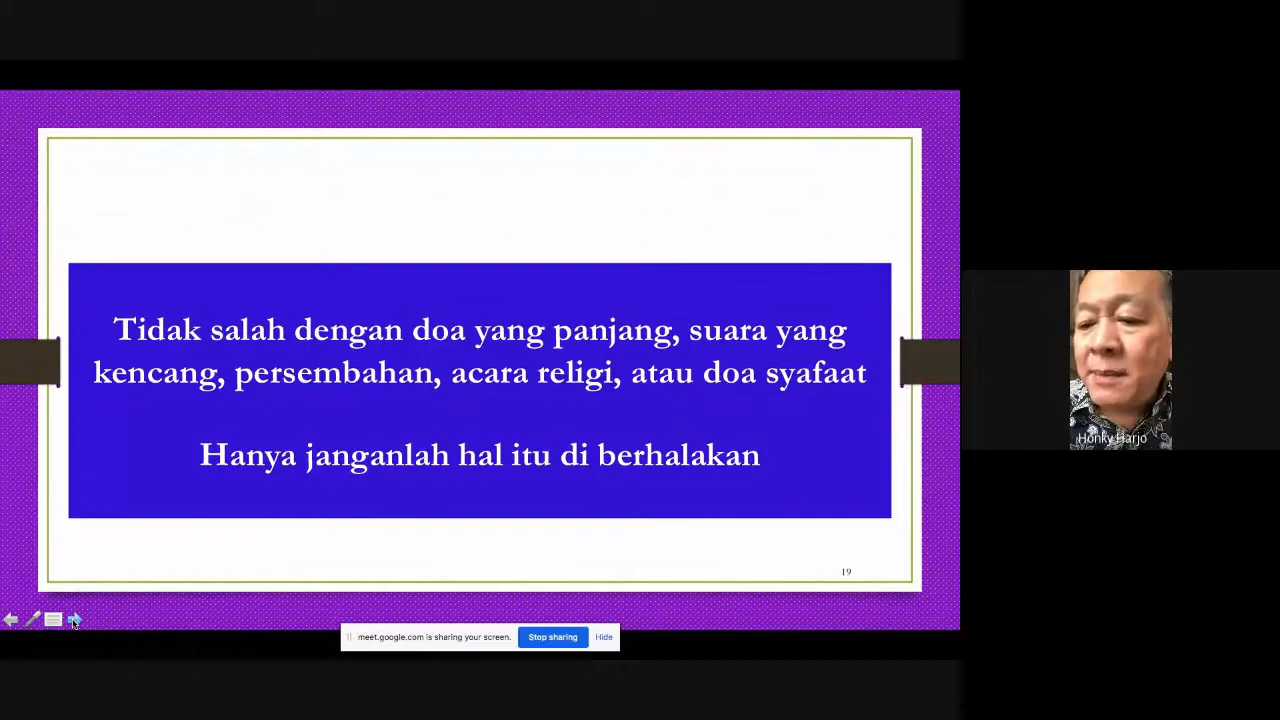 Tidak salah dengan doa yang panjang, suara yang
kencang, persembahan, acara religi, atau doa syafaat
Hanya janganlah hal itu di berhalakan
19
meet.google.com is sharing your screen.
Stop sharing
Hide
Honky Harjo